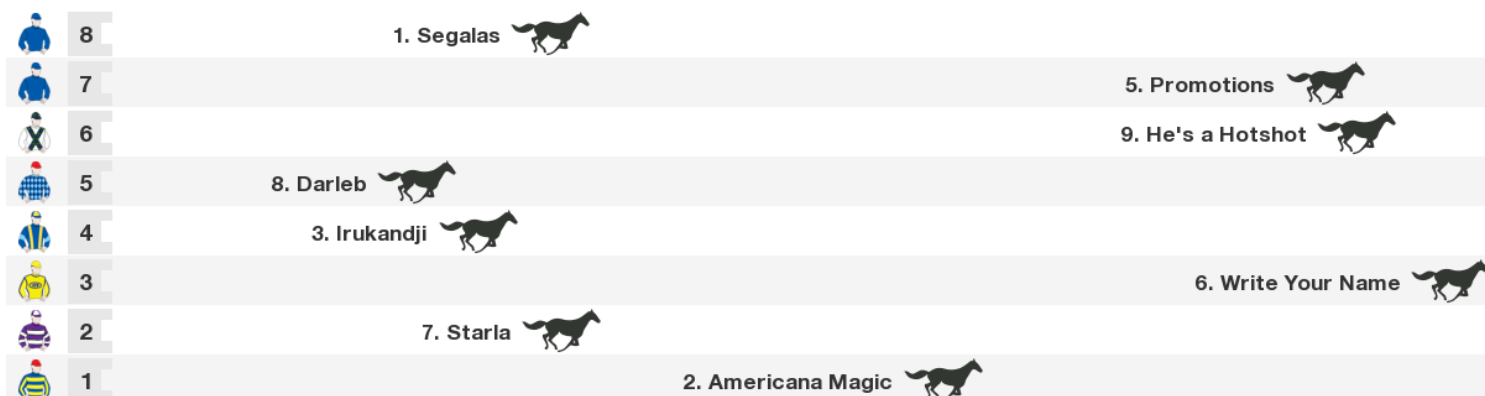 8 1. Segalas
7 5. Promotions
6 9. He's a Hotshot
5 8. Darleb
4 3. Irukandji
3 6. Write Your Name
2 7. Starla
1 2. Americana Magic